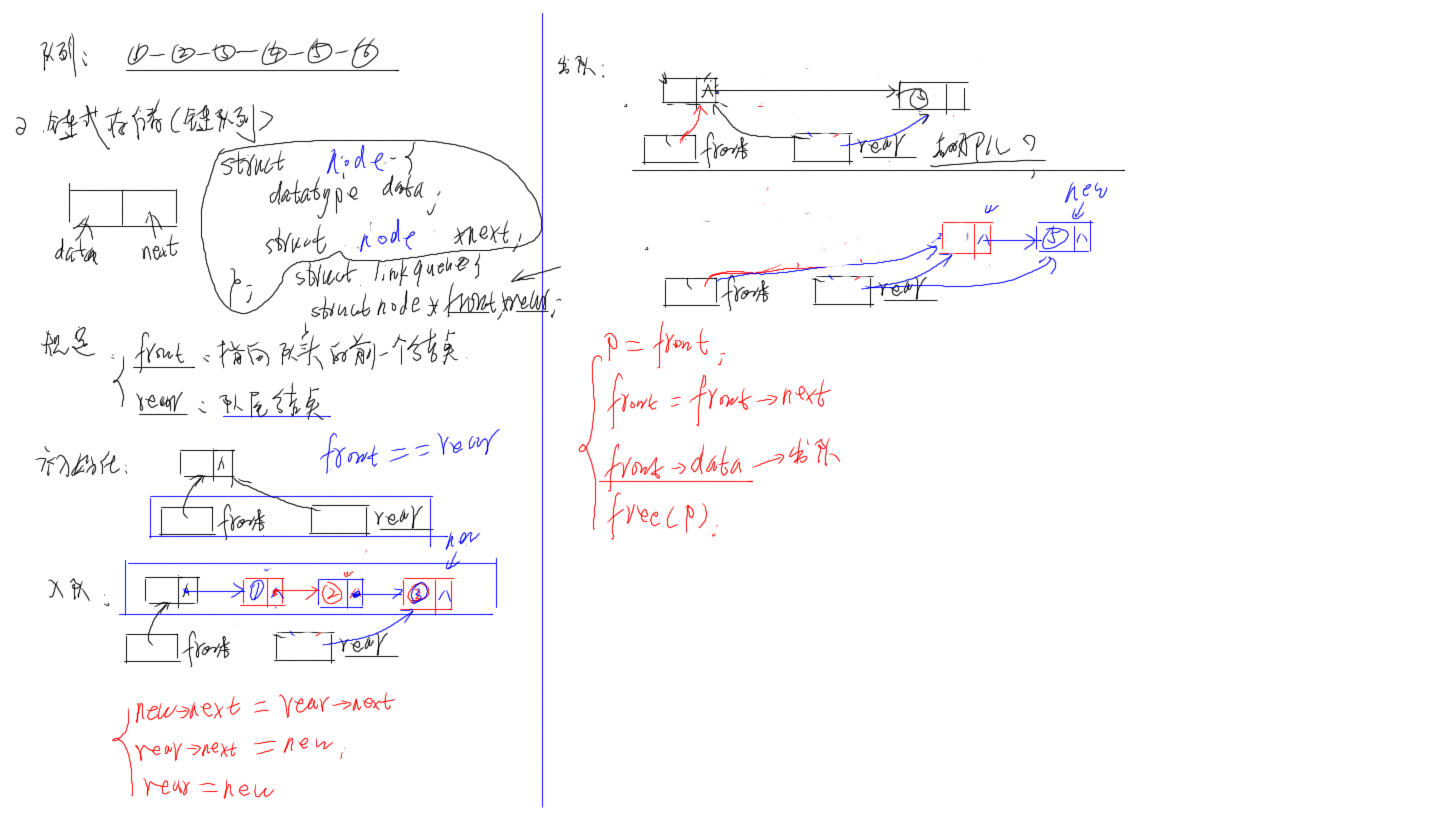 队列: ①—②—③—④—⑤—⑥
2 链式存储(链队列)
struct node {
datatype data;
struct node *next;
};
data next
struct linkqueue {
struct node *front,*rear;
规定: front: 指向队头的前一个结点
rear: 队尾结点
初始化: ∧
front == rear
front rear
new
入队: ∧ ① ∧ ② ③ ∧
front rear
new→next = rear→next
rear→next = new;
rear = new
出队:
∧ ③
front rear
new
∧ ⑤ ∧
front rear
p = front;
front = front→next
front→data → 出队
free(p);